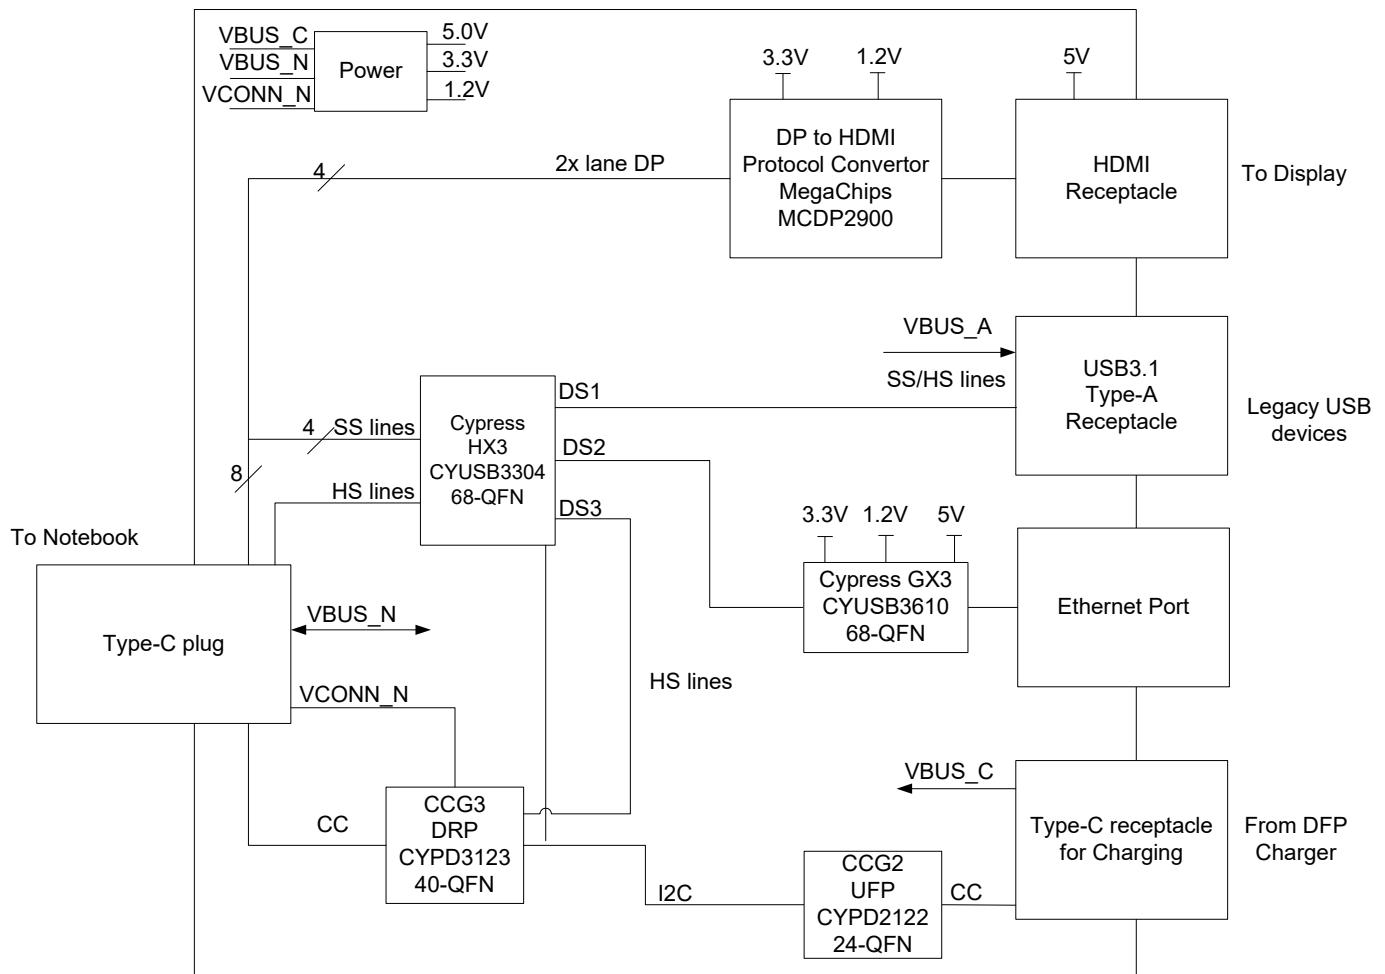 VBUS_C
VBUS_N
VCONN_N
Power
5.0V
3.3V
1.2V
3.3V
1.2V
5V
4
2x lane DP
DP to HDMI
Protocol Convertor
MegaChips
MCDP2900
HDMI
Receptacle
To Display
VBUS_A
SS/HS lines
USB3.1
Type-A
Receptacle
Legacy USB
devices
DS1
DS2
DS3
4
SS lines
8
HS lines
Cypress
HX3
CYUSB3304
68-QFN
3.3V
1.2V
5V
Cypress GX3
CYUSB3610
68-QFN
Ethernet Port
To Notebook
Type-C plug
VBUS_N
VCONN_N
HS lines
CC
CCG3
DRP
CYPD3123
40-QFN
I2C
CCG2
UFP
CYPD2122
24-QFN
CC
VBUS_C
Type-C receptacle
for Charging
From DFP
Charger